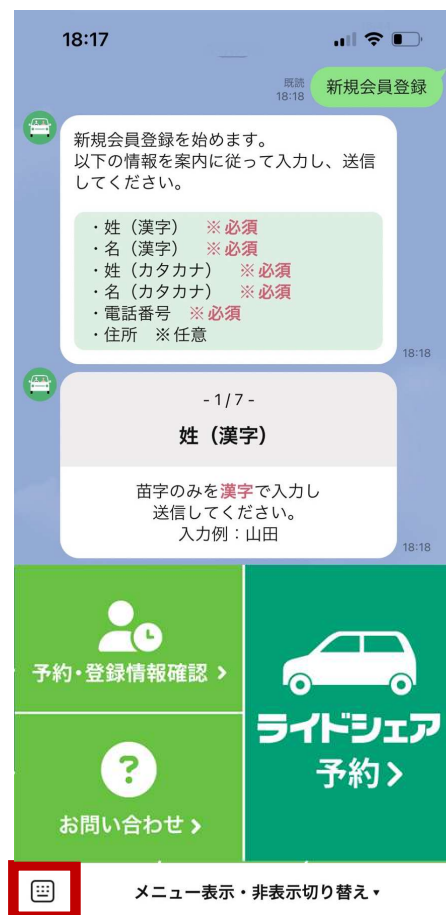 18:17
既読
18:18
新規会員登録
新規会員登録を始めます。
以下の情報を案内に従って入力し、送信
してください。
・姓（漢字） ※必須
・名（漢字） ※必須
・姓（カタカナ） ※必須
・名（カタカナ） ※必須
・電話番号 ※必須
・住所 ※任意
18:18
- 1/7 -
姓（漢字）
苗字のみを漢字で入力し
送信してください。
入力例：山田
18:18
予約・登録情報確認 ›
お問い合わせ ›
ライドシェア
予約 ›
メニュー表示・非表示切り替え ▾